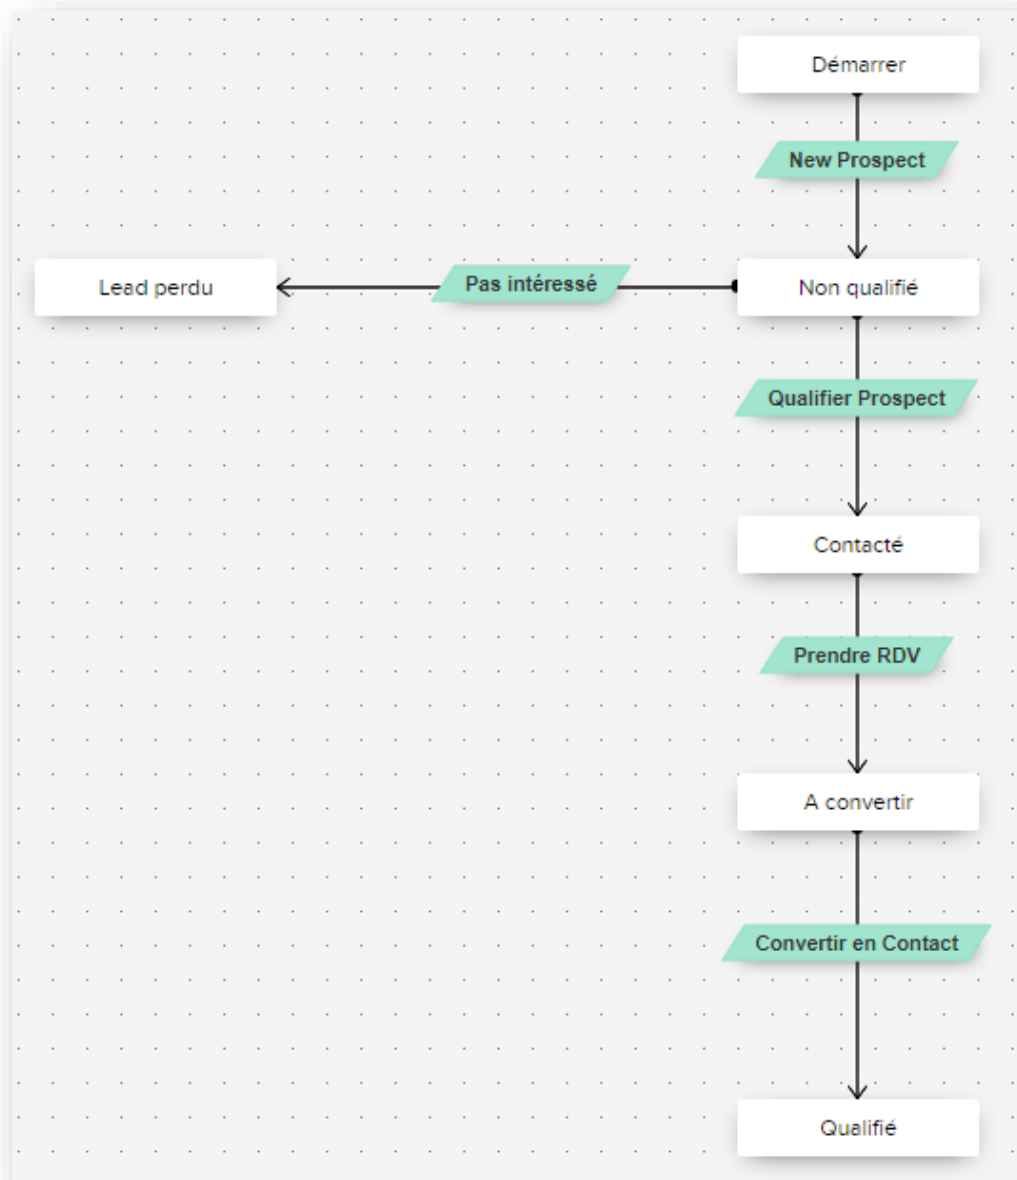 Démarrer
New Prospect
Lead perdu
Pas intéressé
Non qualifié
Qualifier Prospect
Contacté
Prendre RDV
A convertir
Convertir en Contact
Qualifié